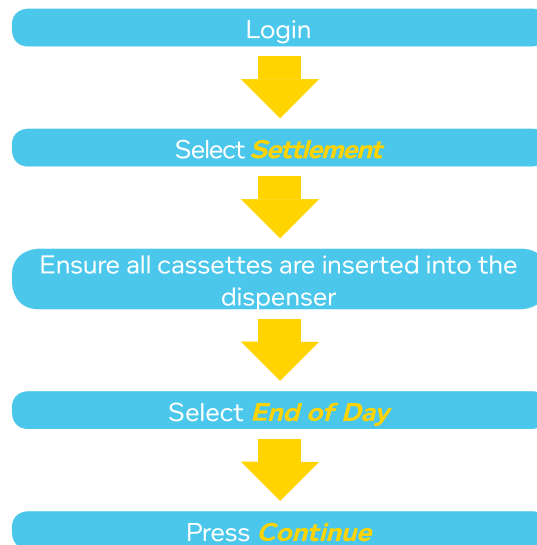 Login
Select Settlement
Ensure all cassettes are inserted into the
dispenser
Select End of Day
Press Continue